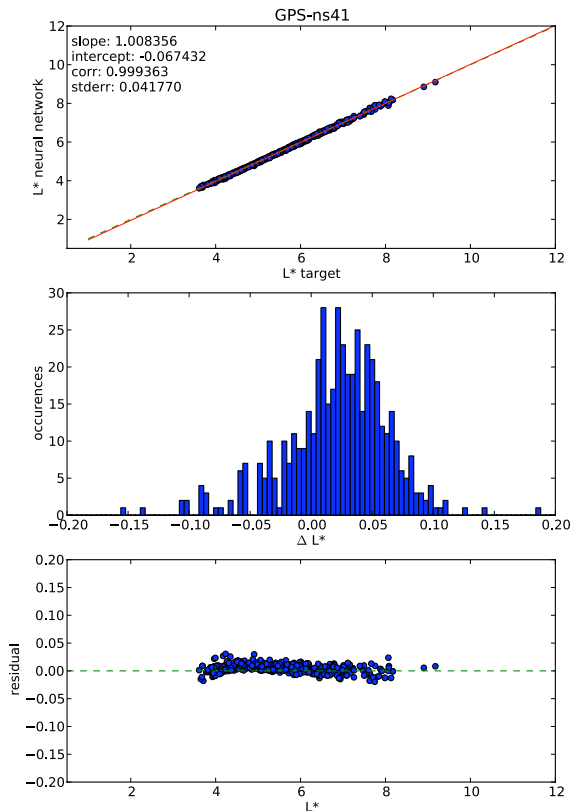 GPS-ns41
slope: 1.008356
intercept: -0.067432
corr: 0.999363
stderr: 0.041770
12
10
8
6
4
2
L* neural network
2 4 6 8 10 12
L* target
30
25
20
15
10
5
0
occurences
−0.20 −0.15 −0.10 −0.05 0.00 0.05 0.10 0.15 0.20
Δ L*
0.20
0.15
0.10
0.05
0.00
−0.05
−0.10
−0.15
−0.20
residual
2 4 6 8 10 12
L*